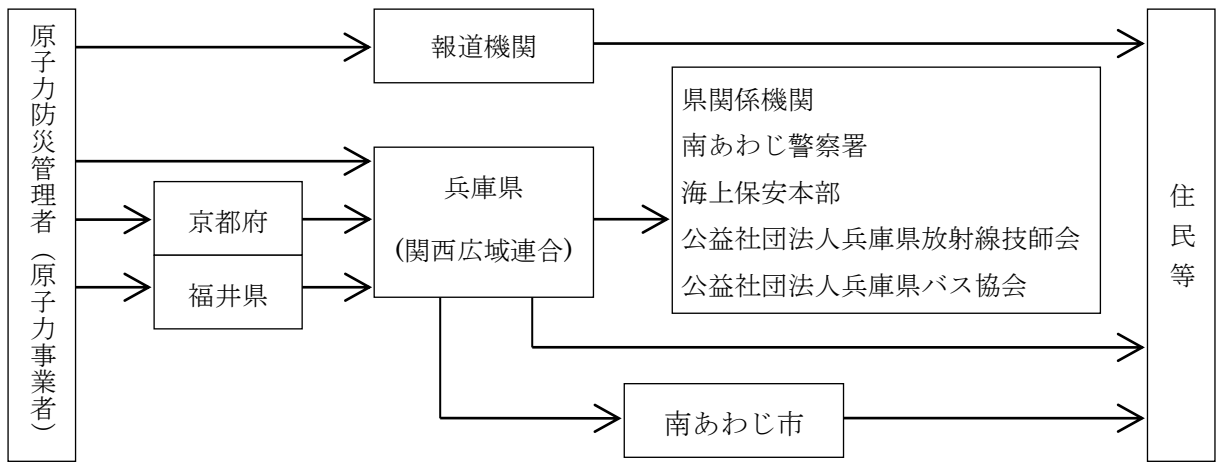 原子力防災管理者（原子力事業者）
報道機関
京都府
福井県
兵庫県
(関西広域連合)
県関係機関
南あわじ警察署
海上保安本部
公益社団法人兵庫県放射線技師会
公益社団法人兵庫県バス協会
南あわじ市
住民等